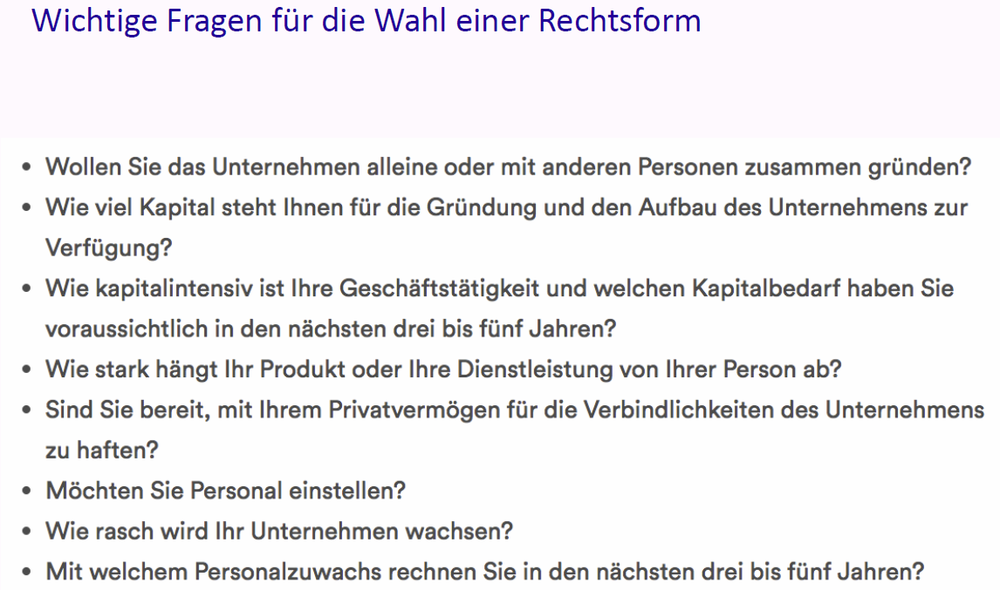 Wichtige Fragen für die Wahl einer Rechtsform
• Wollen Sie das Unternehmen alleine oder mit anderen Personen zusammen gründen?
• Wie viel Kapital steht Ihnen für die Gründung und den Aufbau des Unternehmens zur
Verfügung?
• Wie kapitalintensiv ist Ihre Geschäftstätigkeit und welchen Kapitalbedarf haben Sie
voraussichtlich in den nächsten drei bis fünf Jahren?
• Wie stark hängt Ihr Produkt oder Ihre Dienstleistung von Ihrer Person ab?
• Sind Sie bereit, mit Ihrem Privatvermögen für die Verbindlichkeiten des Unternehmens
zu haften?
• Möchten Sie Personal einstellen?
• Wie rasch wird Ihr Unternehmen wachsen?
• Mit welchem Personalzuwachs rechnen Sie in den nächsten drei bis fünf Jahren?